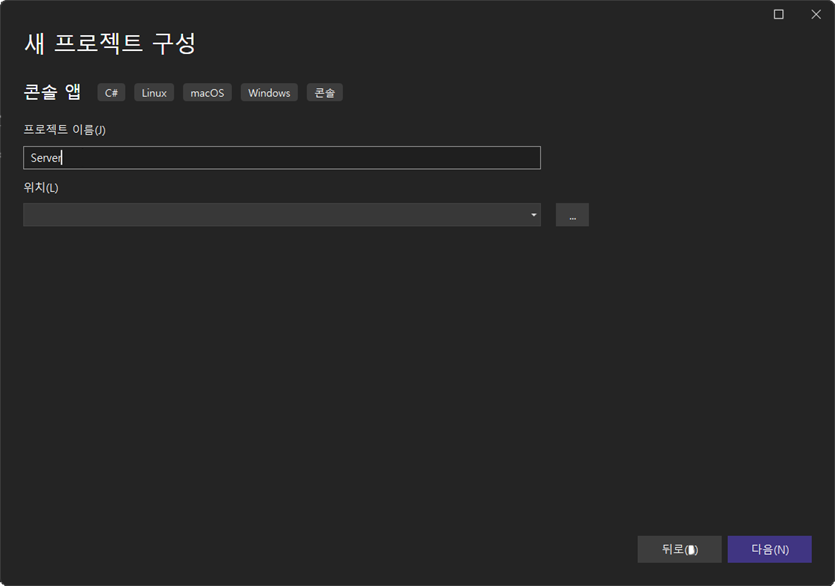 새 프로젝트 구성
콘솔 앱 C# Linux macOS Windows 콘솔
프로젝트 이름(J)
Server
위치(L)
...
뒤로 다음(N)